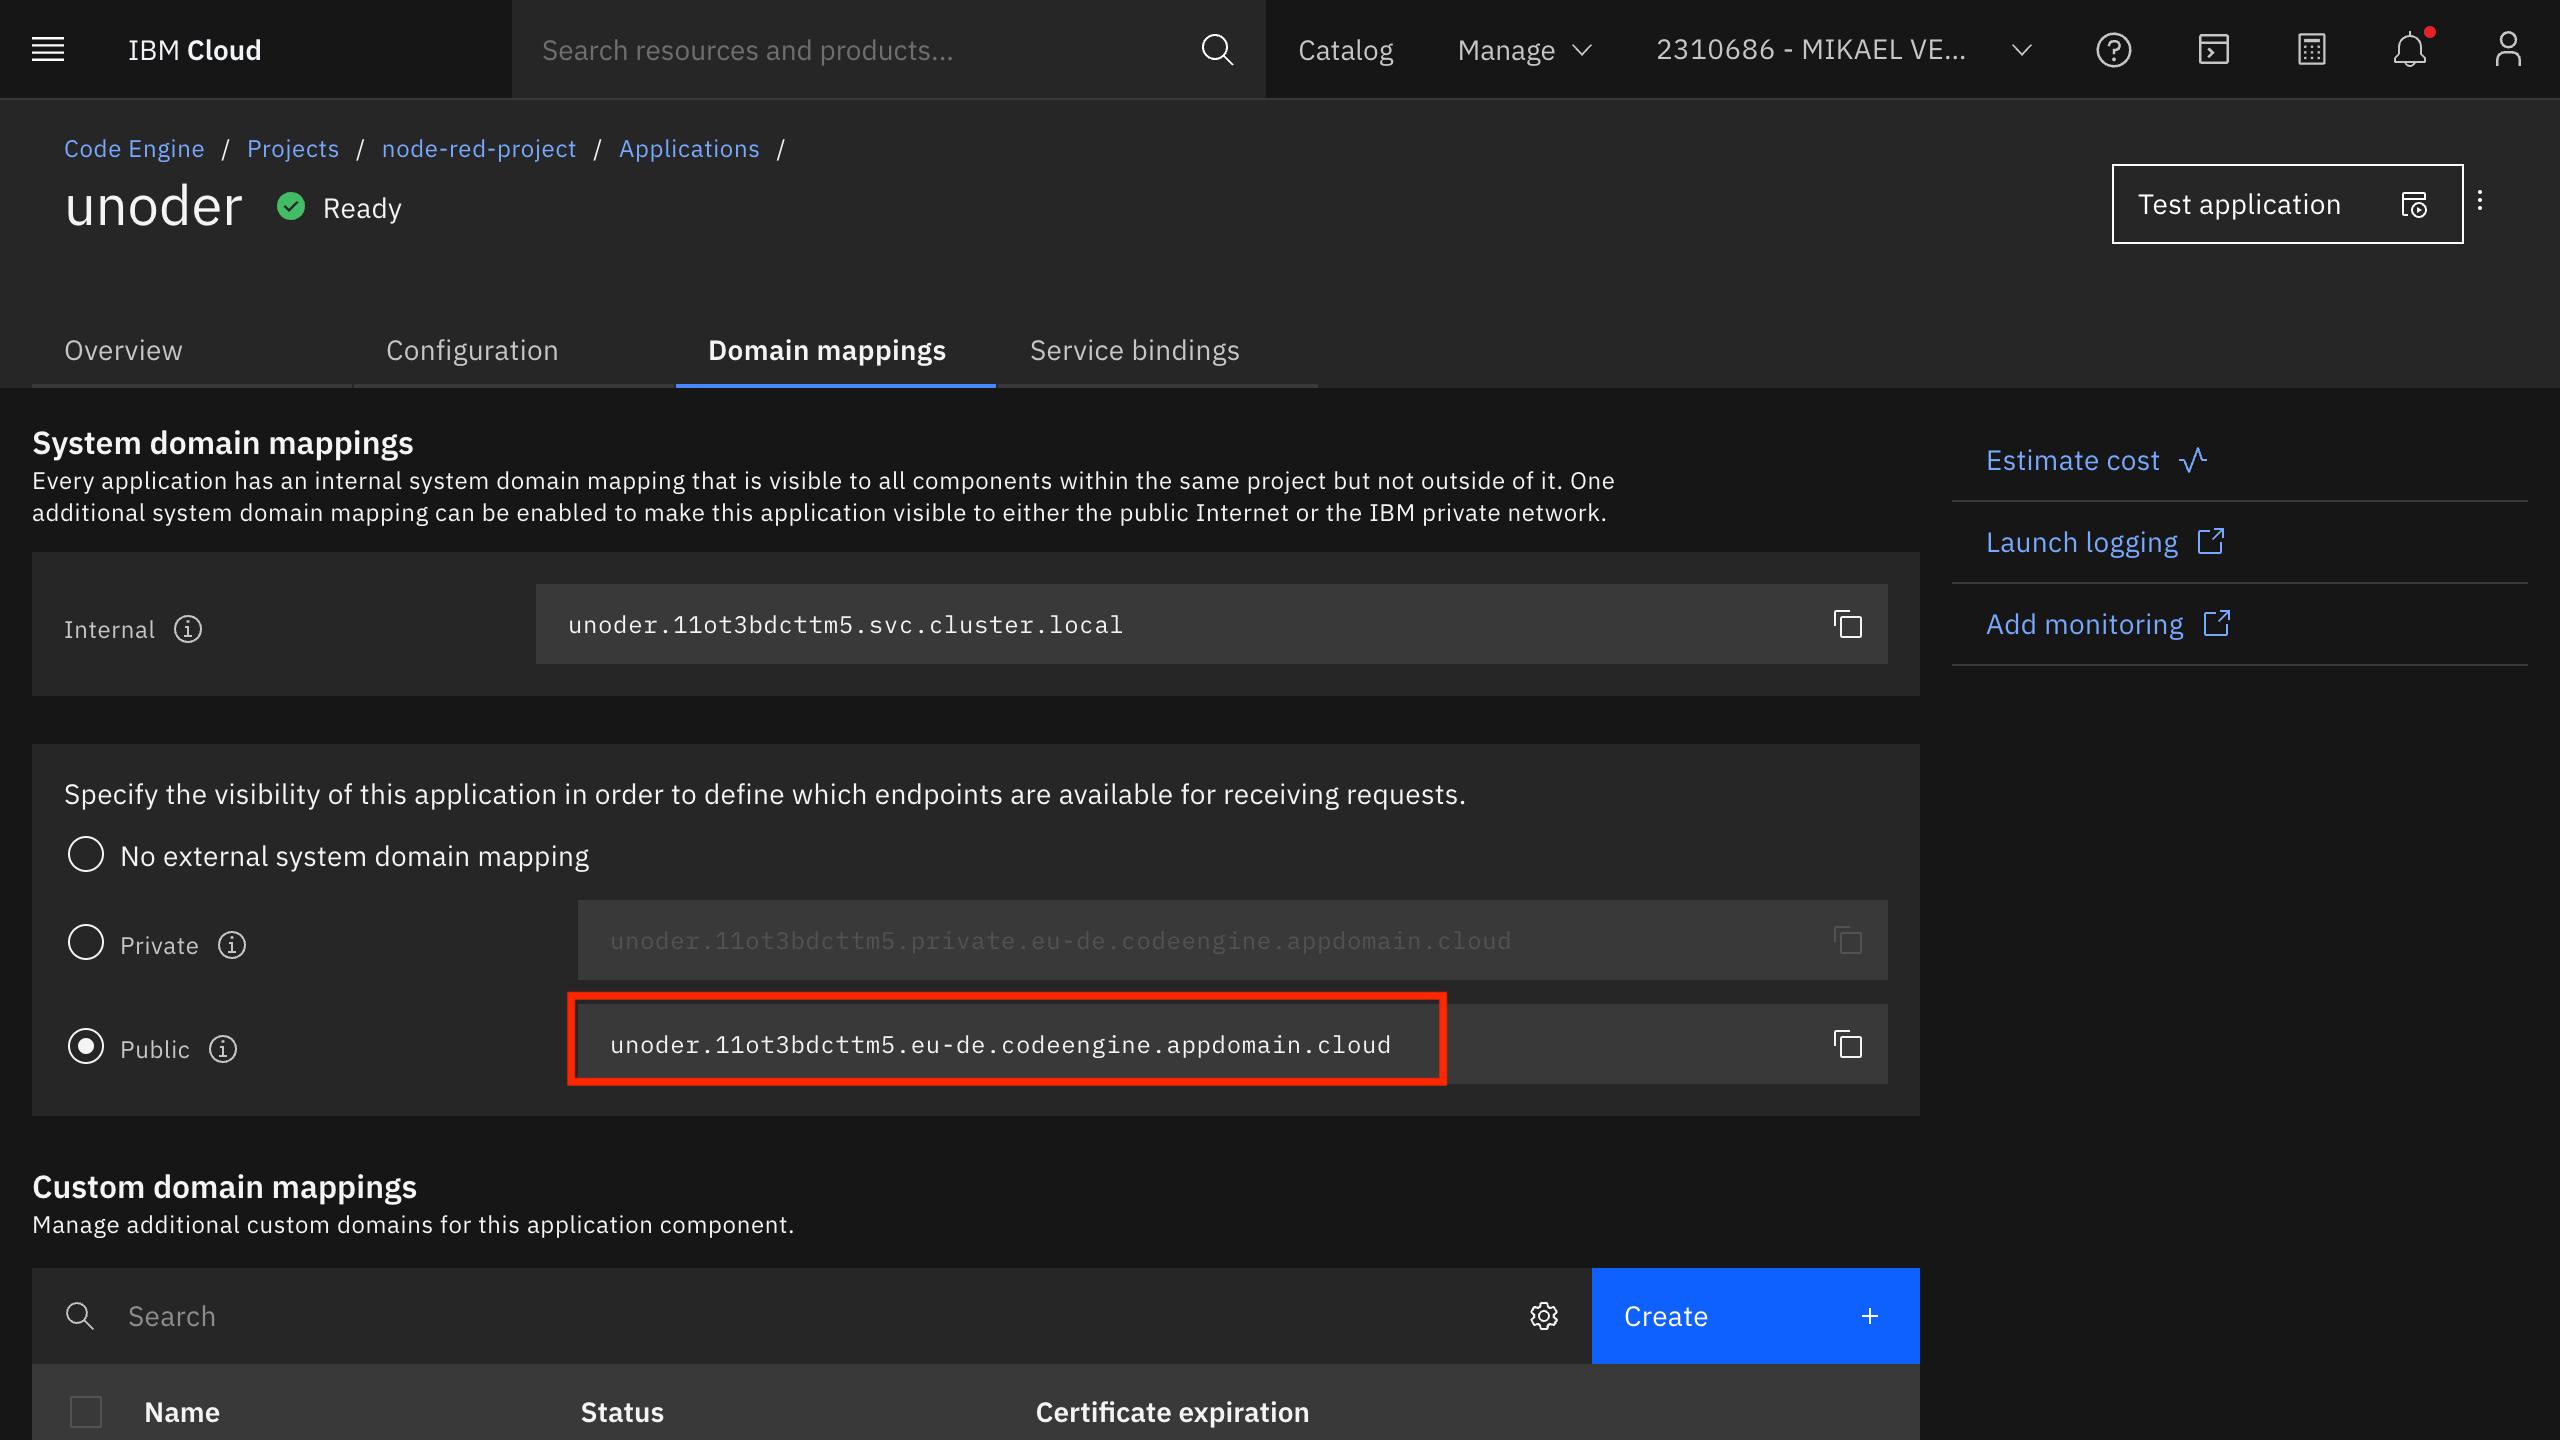 IBM Cloud
Search resources and products...
Catalog
Manage
2310686 - MIKAEL VE...
Code Engine / Projects / node-red-project / Applications /
unoder
Ready
Test application
Overview
Configuration
Domain mappings
Service bindings
System domain mappings
Every application has an internal system domain mapping that is visible to all components within the same project but not outside of it. One
additional system domain mapping can be enabled to make this application visible to either the public Internet or the IBM private network.
Internal
unoder.11ot3bdcttm5.svc.cluster.local
Specify the visibility of this application in order to define which endpoints are available for receiving requests.
No external system domain mapping
Private
unoder.11ot3bdcttm5.private.eu-de.codeengine.appdomain.cloud
Public
unoder.11ot3bdcttm5.eu-de.codeengine.appdomain.cloud
Estimate cost
Launch logging
Add monitoring
Custom domain mappings
Manage additional custom domains for this application component.
Search
Create +
Name
Status
Certificate expiration